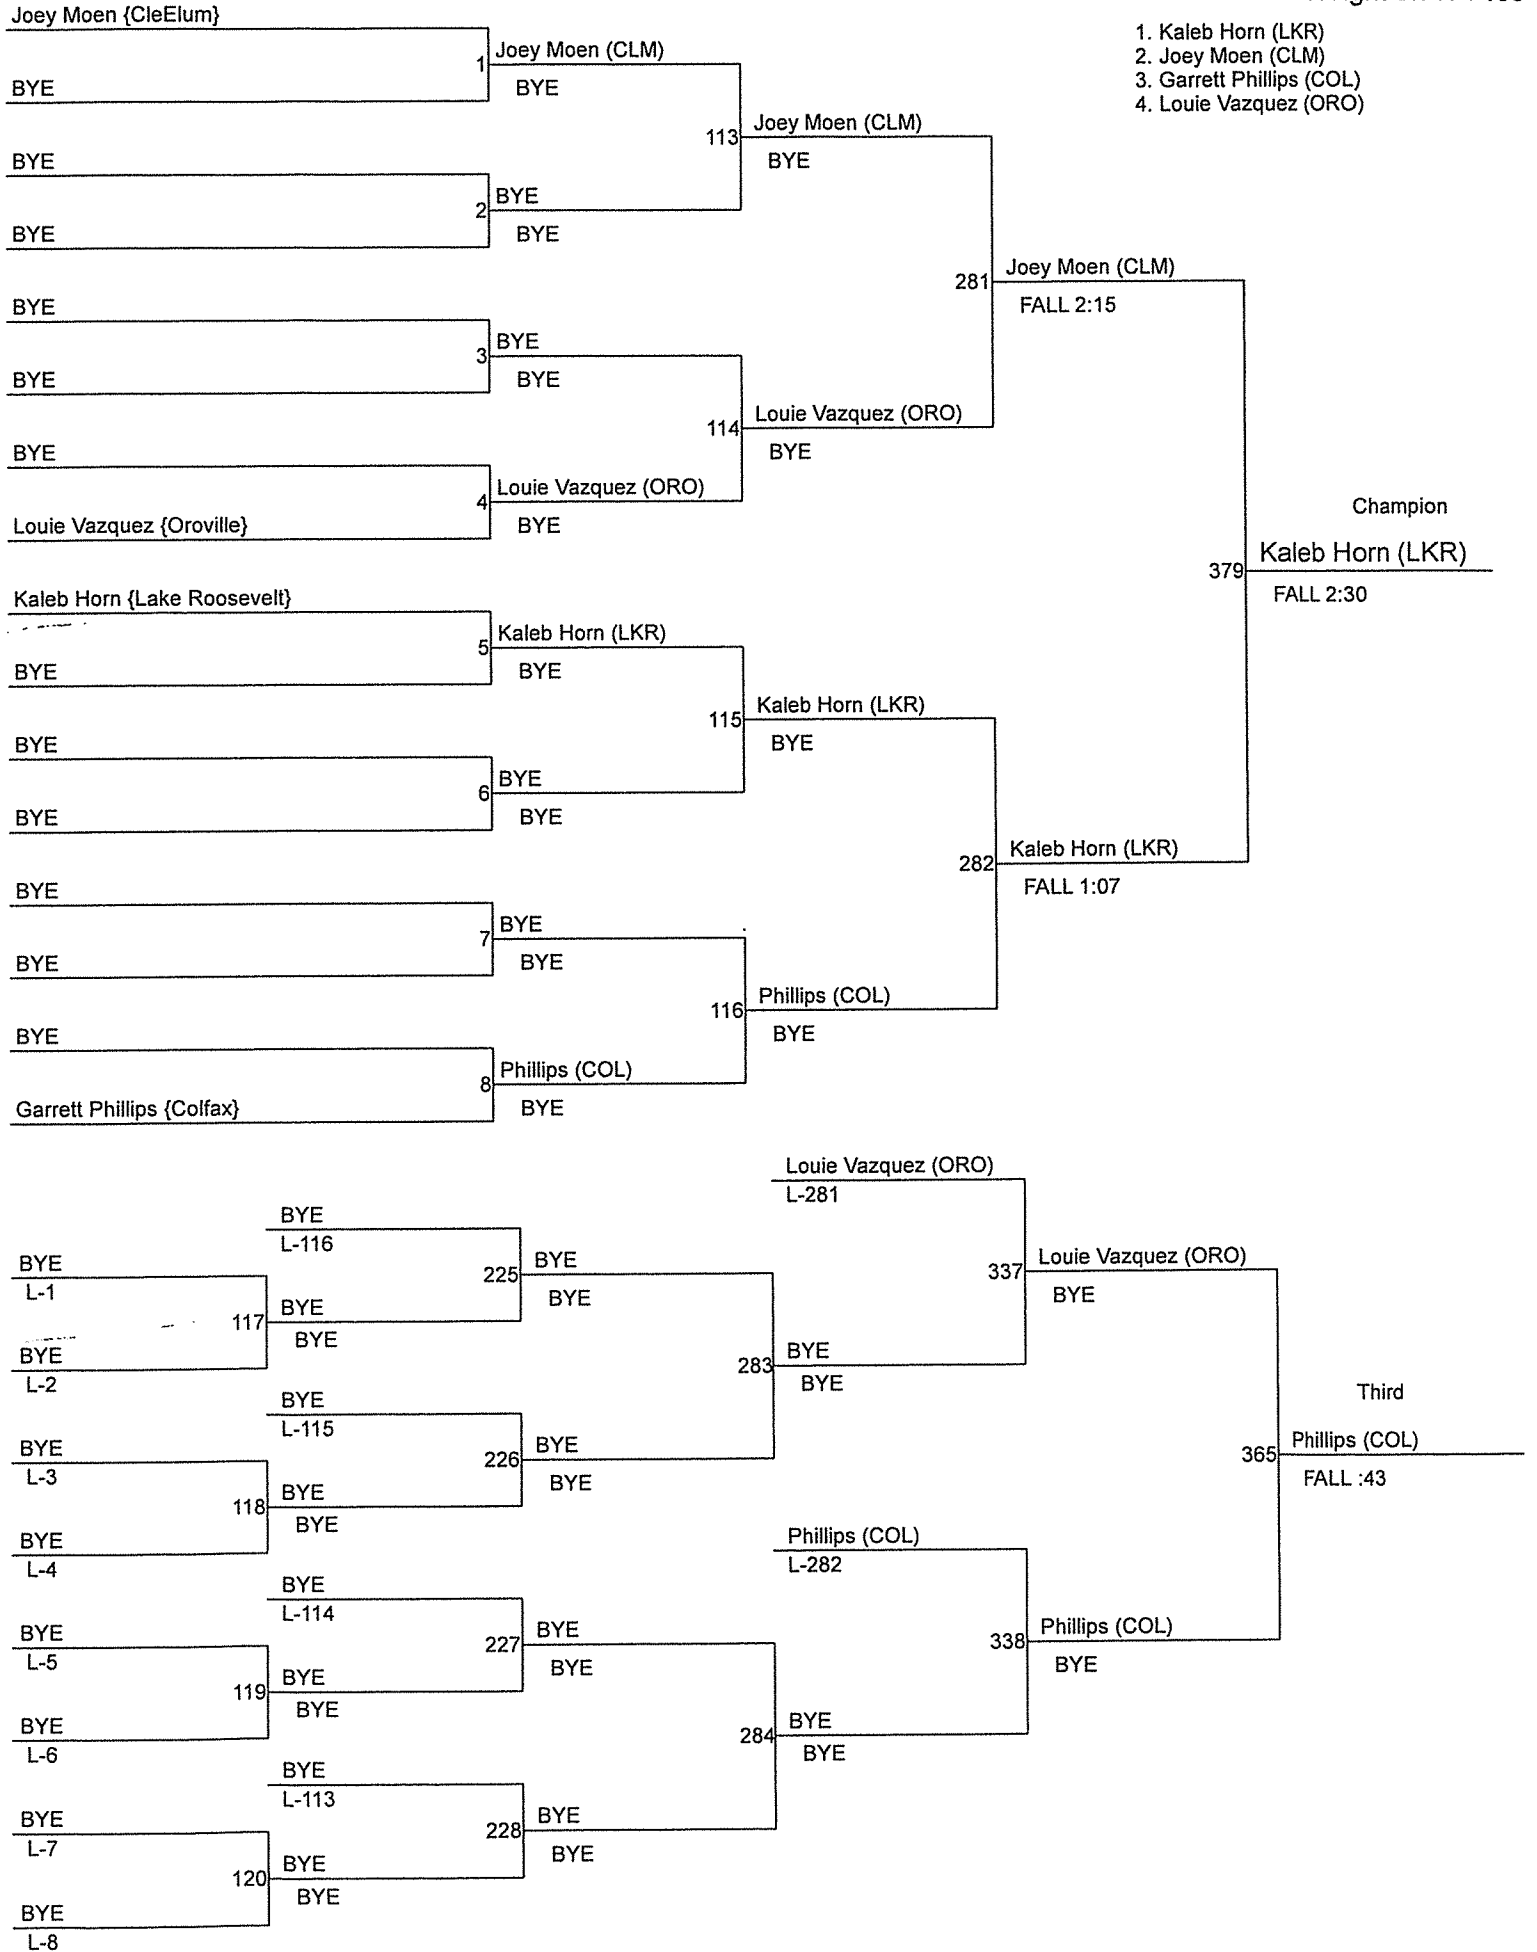 Joey Moen {CleElum}
1. Kaleb Horn (LKR)
2. Joey Moen (CLM)
3. Garrett Phillips (COL)
4. Louie Vazquez (ORO)
1 Joey Moen (CLM)
BYE
BYE
113 Joey Moen (CLM)
BYE
BYE
2 BYE
BYE
BYE
281 Joey Moen (CLM)
FALL 2:15
BYE
3 BYE
BYE
BYE
114 Louie Vazquez (ORO)
BYE
BYE
4 Louie Vazquez (ORO)
BYE
Louie Vazquez {Oroville}
Champion
379 Kaleb Horn (LKR)
FALL 2:30
Kaleb Horn {Lake Roosevelt}
5 Kaleb Horn (LKR)
BYE
BYE
115 Kaleb Horn (LKR)
BYE
BYE
6 BYE
BYE
BYE
282 Kaleb Horn (LKR)
FALL 1:07
BYE
7 BYE
BYE
BYE
116 Phillips (COL)
BYE
BYE
8 Phillips (COL)
BYE
Garrett Phillips {Colfax}
Louie Vazquez (ORO)
L-281
BYE
L-116
BYE
L-1
225 BYE
BYE
337 Louie Vazquez (ORO)
BYE
117 BYE
BYE
BYE
L-2
283 BYE
BYE
BYE
L-115
Third
BYE
L-3
226 BYE
BYE
365 Phillips (COL)
FALL :43
118 BYE
BYE
BYE
L-4
Phillips (COL)
L-282
BYE
L-114
BYE
L-5
227 BYE
BYE
338 Phillips (COL)
BYE
119 BYE
BYE
BYE
L-6
284 BYE
BYE
BYE
L-113
BYE
L-7
228 BYE
BYE
120 BYE
BYE
BYE
L-8